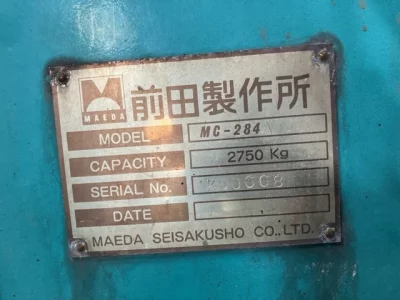 MAEDA
前田製作所
MODEL MC-284
CAPACITY 2750 Kg
SERIAL No.
DATE
MAEDA SEISAKUSHO CO.,LTD.